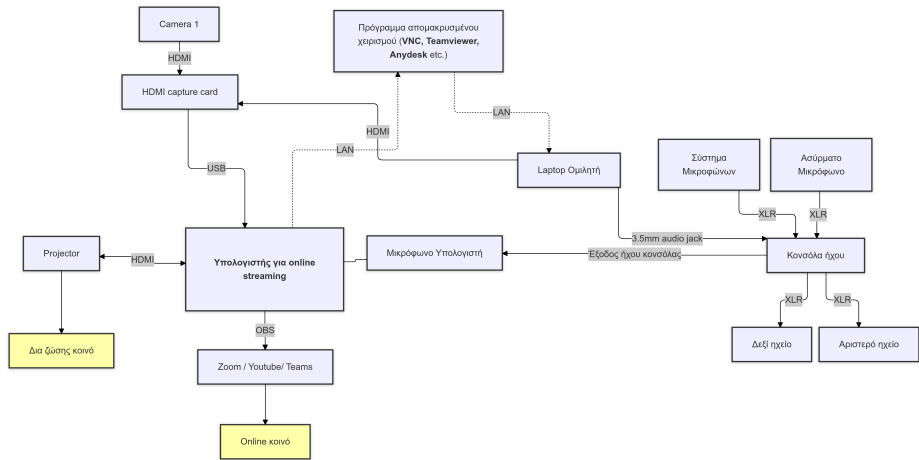 Camera 1
Πρόγραμμα απομακρυσμένου
χειρισμού (VNC, Teamviewer,
Anydesk etc.)
HDMI
HDMI capture card
LAN
HDMI
LAN
Σύστημα
Μικροφώνων
Ασύρματο
Μικρόφωνο
USB
Laptop Ομιλητή
XLR
XLR
3.5mm audio jack
Projector
HDMI
Υπολογιστής για online
streaming
Μικρόφωνο Υπολογιστή
Εξοδος ήχου κονσόλας
Κονσόλα ήχου
XLR
XLR
OBS
Δια ζώσης κοινό
Δεξί ηχείο
Αριστερό ηχείο
Zoom / Youtube/ Teams
Online κοινό